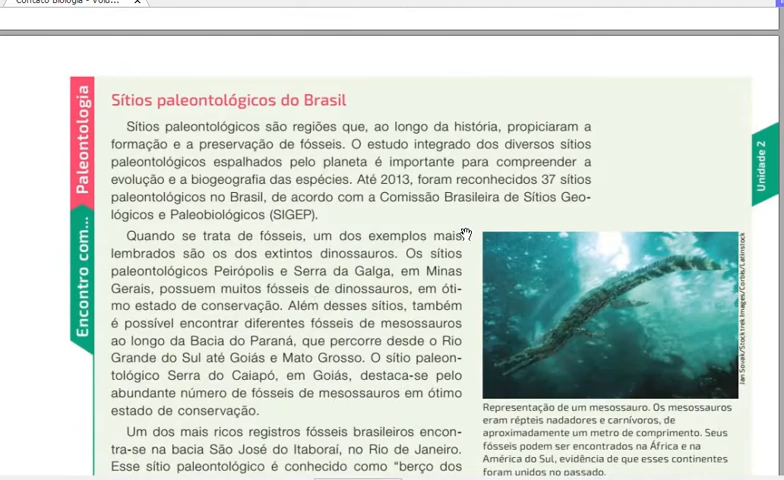 Contato Biologia - Volu...
Encontro com... Paleontologia
Sítios paleontológicos do Brasil
Sítios paleontológicos são regiões que, ao longo da história, propiciaram a
formação e a preservação de fósseis. O estudo integrado dos diversos sítios
paleontológicos espalhados pelo planeta é importante para compreender a
evolução e a biogeografia das espécies. Até 2013, foram reconhecidos 37 sítios
paleontológicos no Brasil, de acordo com a Comissão Brasileira de Sítios Geo-
lógicos e Paleobiológicos (SIGEP).
Quando se trata de fósseis, um dos exemplos mais
lembrados são os dos extintos dinossauros. Os sítios
paleontológicos Peirópolis e Serra da Galga, em Minas
Gerais, possuem muitos fósseis de dinossauros, em óti-
mo estado de conservação. Além desses sítios, também
é possível encontrar diferentes fósseis de mesossauros
ao longo da Bacia do Paraná, que percorre desde o Rio
Grande do Sul até Goiás e Mato Grosso. O sítio paleon-
tológico Serra do Caiapó, em Goiás, destaca-se pelo
abundante número de fósseis de mesossauros em ótimo
estado de conservação.
Um dos mais ricos registros fósseis brasileiros encon-
tra-se na bacia São José do Itaboraí, no Rio de Janeiro.
Esse sítio paleontológico é conhecido como "berço dos
Jan Sovak/Stocktrek Images/Corbis/Latinstock
Representação de um mesossauro. Os mesossauros
eram répteis nadadores e carnívoros, de
aproximadamente um metro de comprimento. Seus
fósseis podem ser encontrados na África e na
América do Sul, evidência de que esses continentes
foram unidos no passado.
Unidade 2